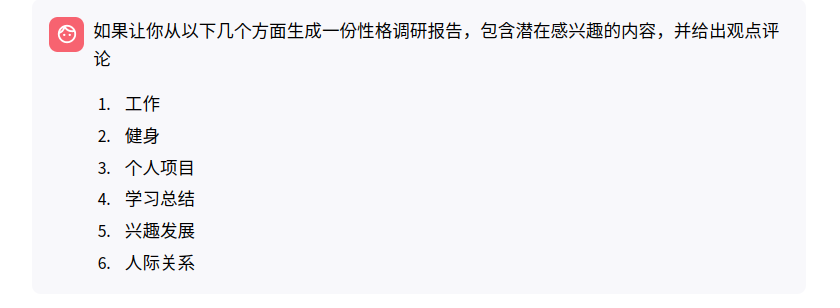 如果让你从以下几个方面生成一份性格调研报告，包含潜在感兴趣的内容，并给出观点评
论
1. 工作
2. 健身
3. 个人项目
4. 学习总结
5. 兴趣发展
6. 人际关系